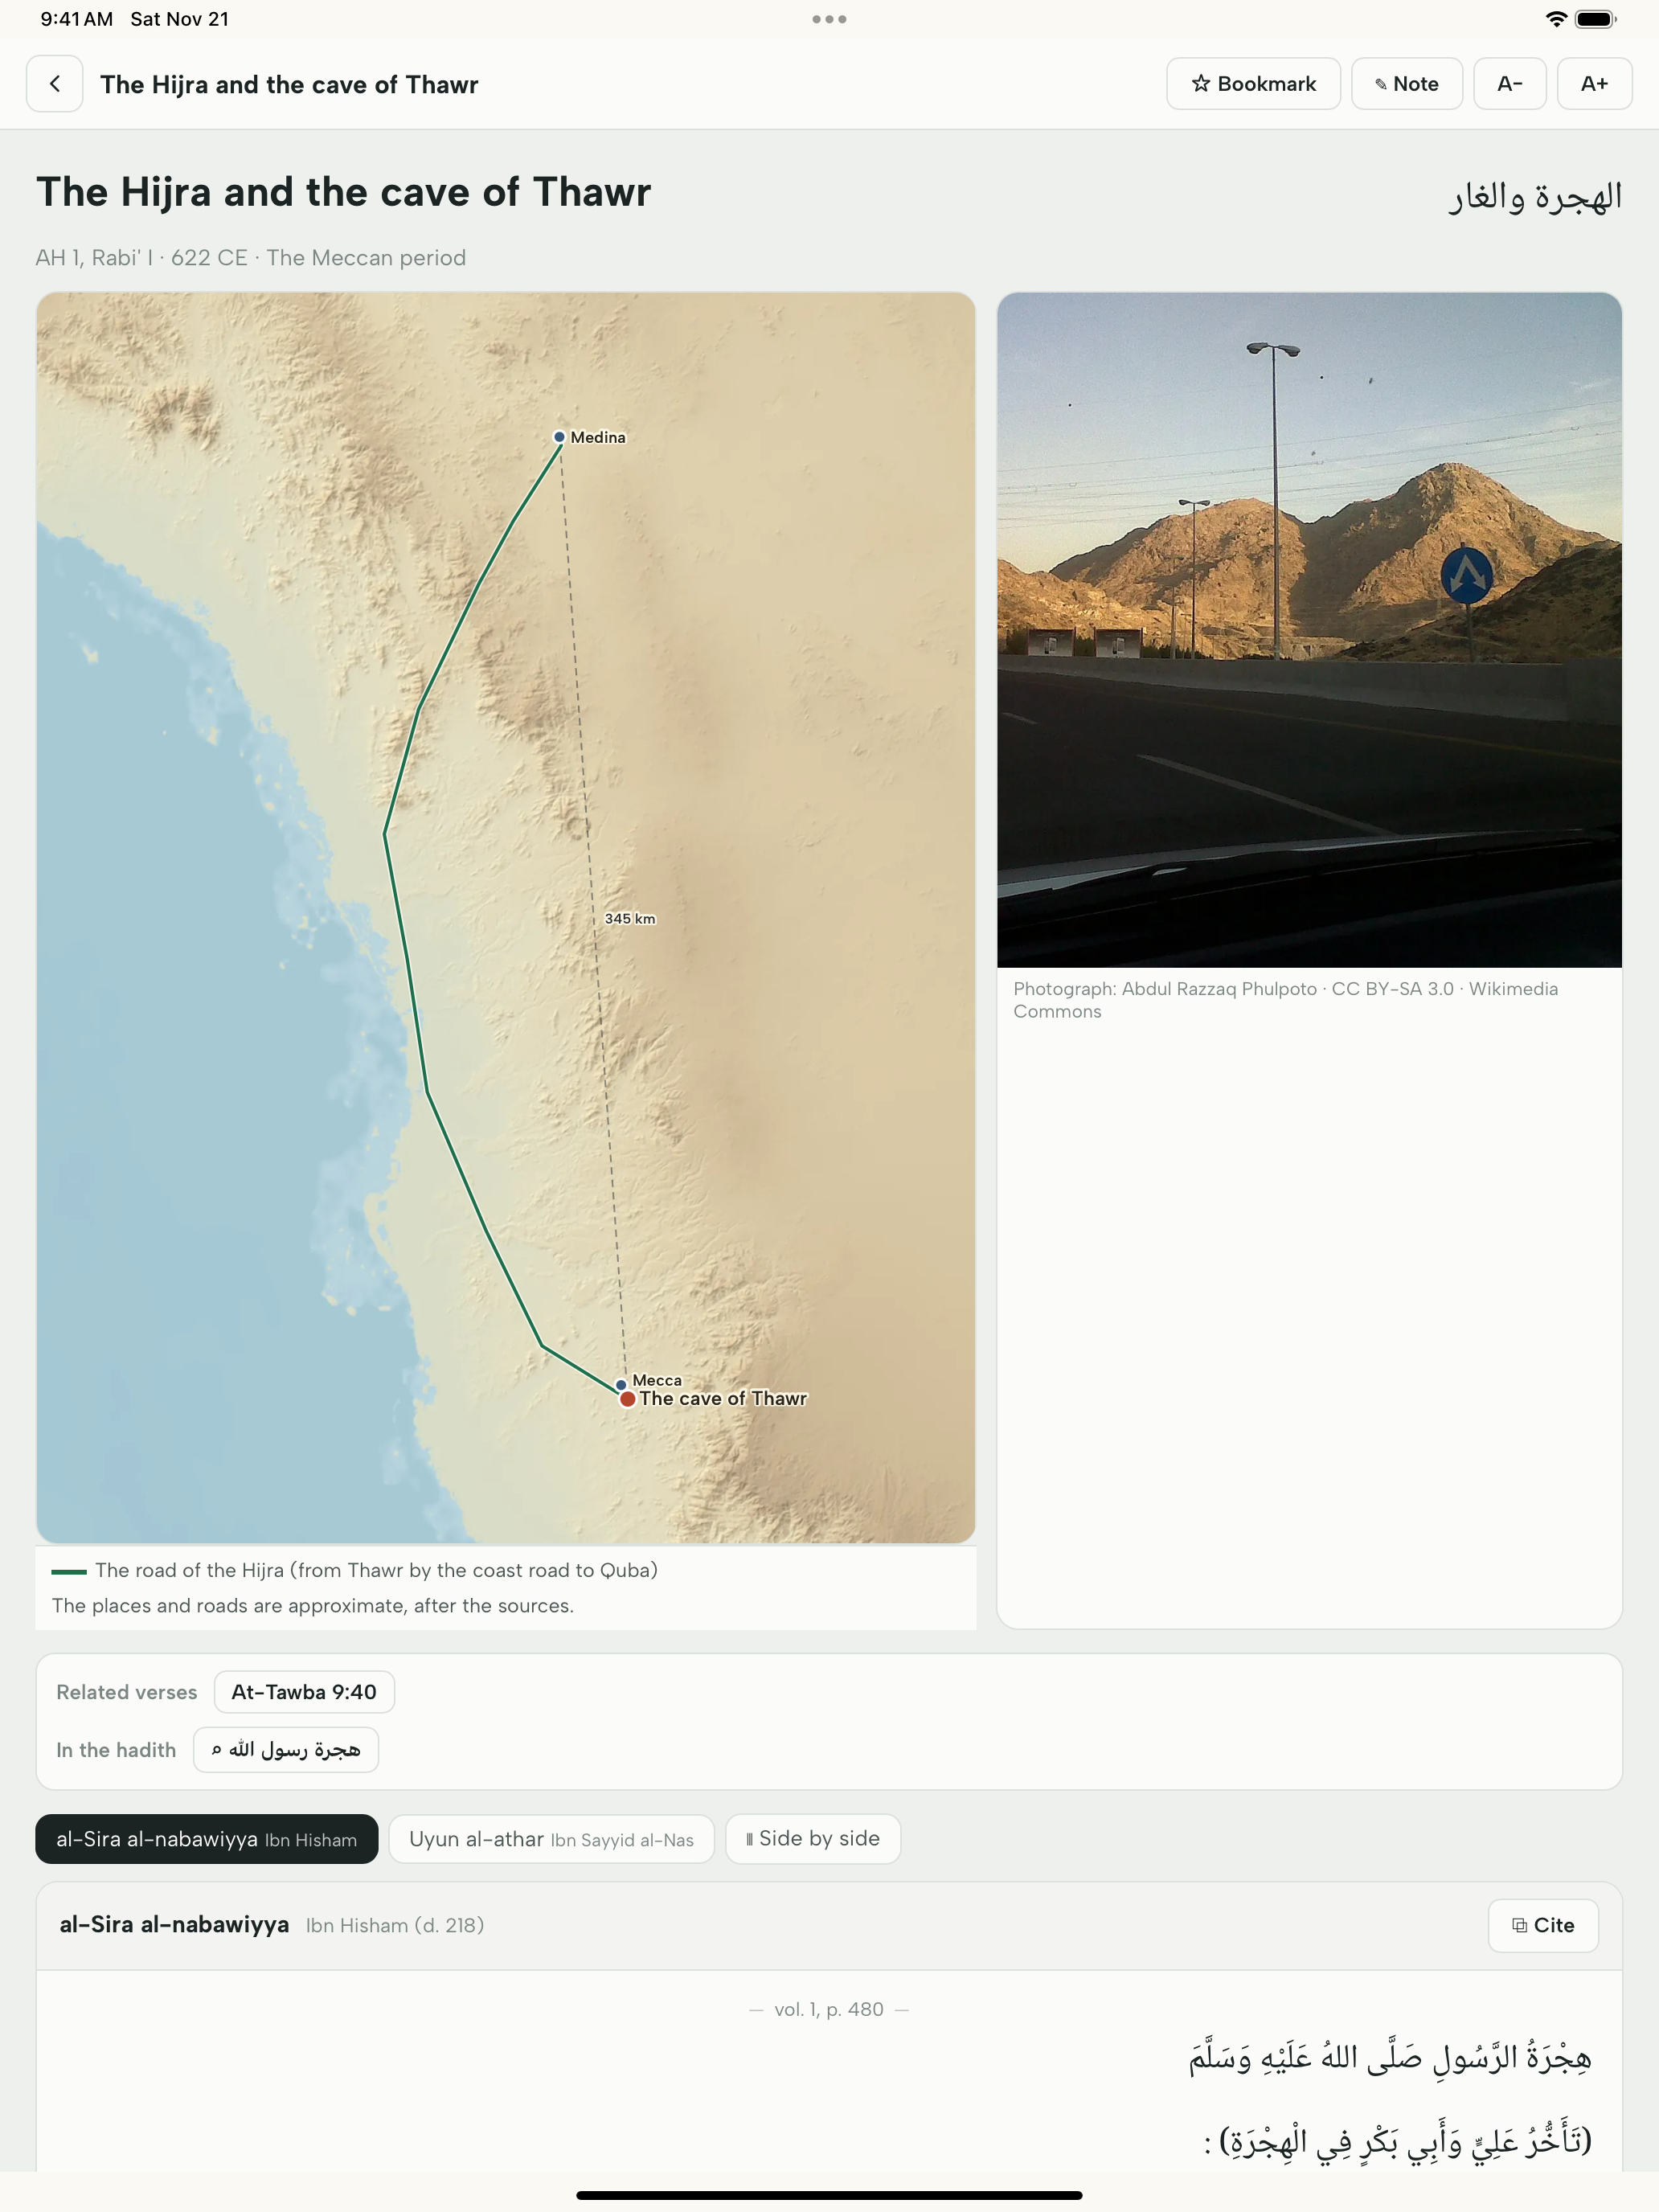 9:41 AM Sat Nov 21
The Hijra and the cave of Thawr
☆ Bookmark
✎ Note
A−
A+
The Hijra and the cave of Thawr
الهجرة والغار
AH 1, Rabi' I · 622 CE · The Meccan period
Medina
345 km
Mecca
The cave of Thawr
Photograph: Abdul Razzaq Phulpoto · CC BY-SA 3.0 · Wikimedia
Commons
The road of the Hijra (from Thawr by the coast road to Quba)
The places and roads are approximate, after the sources.
Related verses At-Tawba 9:40
In the hadith هجرة رسول الله
al-Sira al-nabawiyya Ibn Hisham
Uyun al-athar Ibn Sayyid al-Nas
Side by side
al-Sira al-nabawiyya Ibn Hisham (d. 218)
Cite
— vol. 1, p. 480 —
هِجْرَةُ الرَّسُولِ صَلَّى اللهُ عَلَيْهِ وَسَلَّمَ
(تَأَخُّرُ عَلِيٍّ وَأَبِي بَكْرٍ فِي الْهِجْرَةِ) :